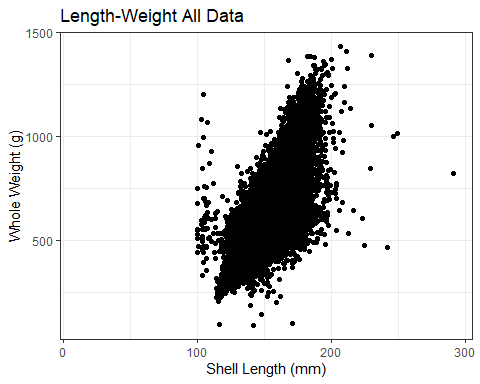 Length-Weight All Data
1500
1000
500
Whole Weight (g)
0 100 200 300
Shell Length (mm)